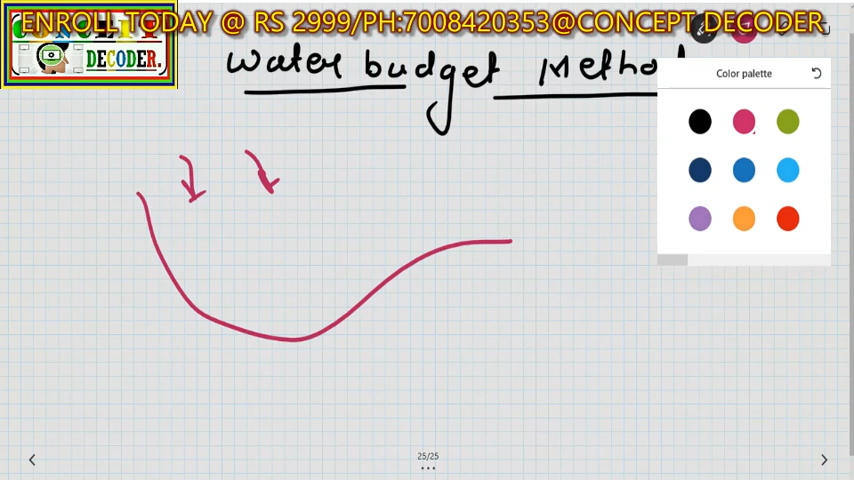 ENROLL TODAY @ RS 2999/PH:7008420353@CONCEPT DECODER
DECODER.
Water budget Method
Color palette
25/25